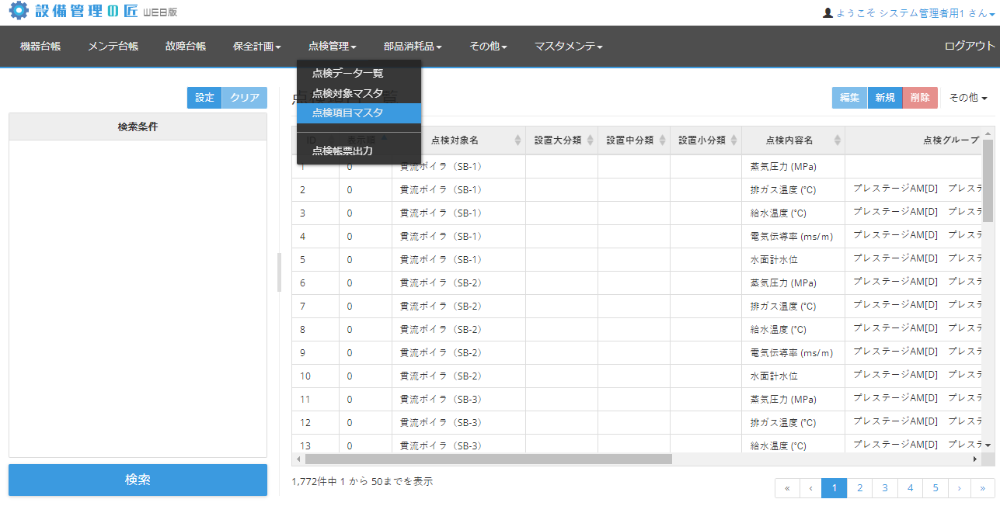 設備管理の匠 WEB版
ようこそ システム管理者用1 さん
機器台帳 メンテ台帳 故障台帳 保全計画 点検管理 部品消耗品 その他 マスタメンテ ログアウト
点検データ一覧
点検対象マスタ
点検項目マスタ
点検帳票出力
設定 クリア
検索条件
検索
編集 新規 削除 その他
ID 表示順 点検対象名 設置大分類 設置中分類 設置小分類 点検内容名 点検グループ
1 0 貫流ボイラ（SB-1） 蒸気圧力 (MPa)
2 0 貫流ボイラ（SB-1） 排ガス温度 (℃) プレステージAM[D] プレステ
3 0 貫流ボイラ（SB-1） 給水温度 (℃) プレステージAM[D] プレステ
4 0 貫流ボイラ（SB-1） 電気伝導率 (ms/m) プレステージAM[D] プレステ
5 0 貫流ボイラ（SB-1） 水面計水位 プレステージAM[D] プレステ
6 0 貫流ボイラ（SB-2） 蒸気圧力 (MPa) プレステージAM[D] プレステ
7 0 貫流ボイラ（SB-2） 排ガス温度 (℃) プレステージAM[D] プレステ
8 0 貫流ボイラ（SB-2） 給水温度 (℃) プレステージAM[D] プレステ
9 0 貫流ボイラ（SB-2） 電気伝導率 (ms/m) プレステージAM[D] プレステ
10 0 貫流ボイラ（SB-2） 水面計水位 プレステージAM[D] プレステ
11 0 貫流ボイラ（SB-3） 蒸気圧力 (MPa) プレステージAM[D] プレステ
12 0 貫流ボイラ（SB-3） 排ガス温度 (℃) プレステージAM[D] プレステ
13 0 貫流ボイラ（SB-3） 給水温度 (℃) プレステージAM[D] プレステ
1,772件中 1 から 50までを表示
« ‹ 1 2 3 4 5 › »